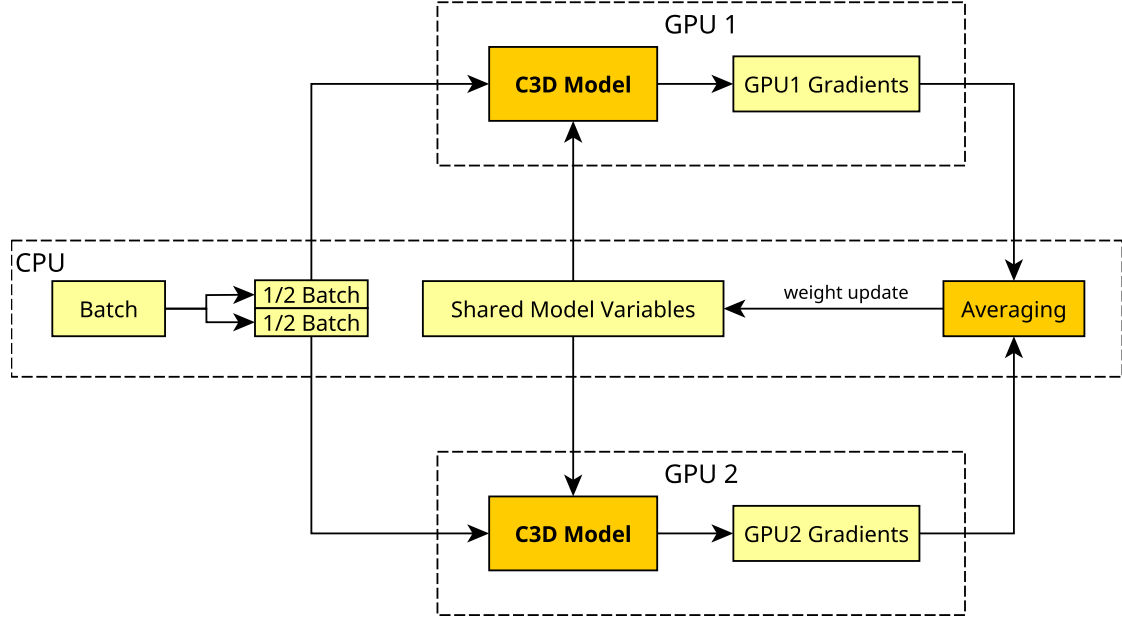 GPU 1
C3D Model
GPU1 Gradients
CPU
Batch
1/2 Batch
1/2 Batch
Shared Model Variables
weight update
Averaging
GPU 2
C3D Model
GPU2 Gradients